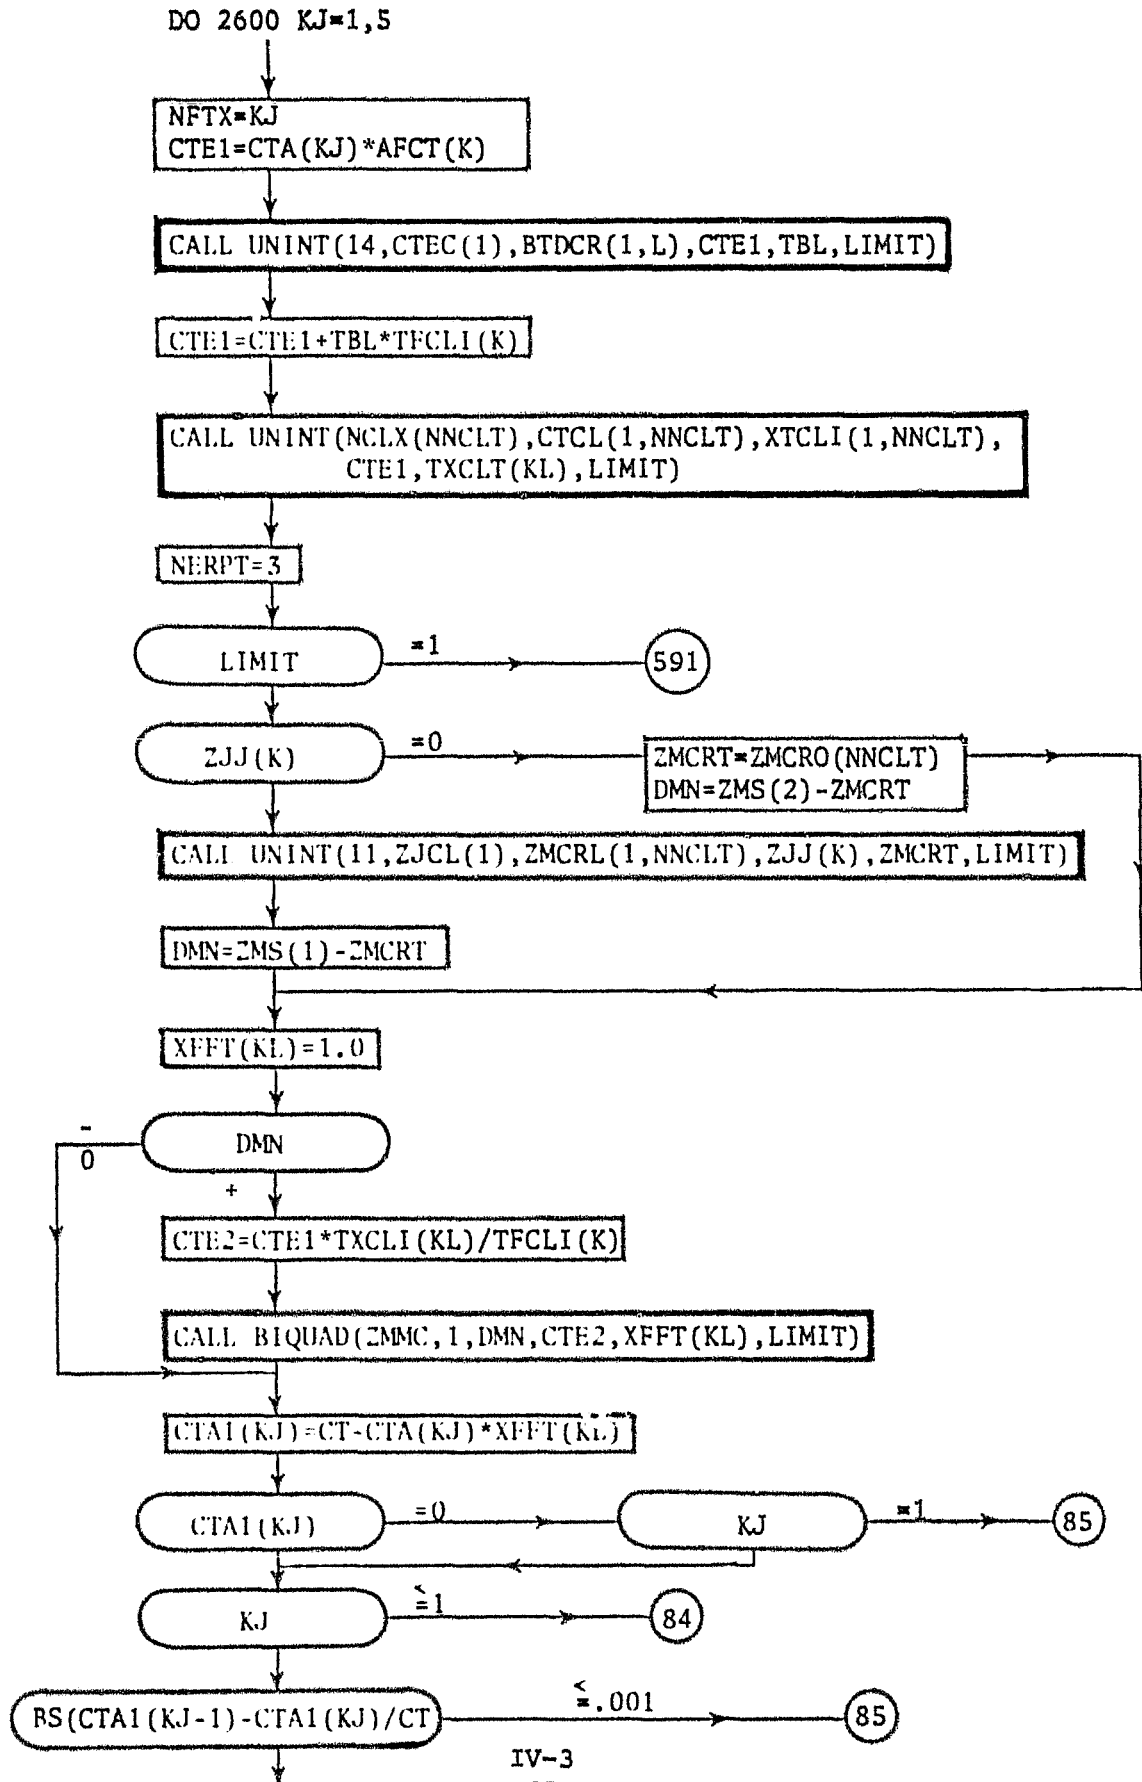 DO 2600 KJ=1,5
NFTX=KJ
CTE1=CTA(KJ)*AFCT(K)
CALL UNINT(14,CTEC(1),BTDCR(1,L),CTE1,TBL,LIMIT)
CTE1=CTE1+TBL*TFCLI(K)
CALL UNINT(NCLX(NNCLT),CTCL(1,NNCLT),XTCLI(1,NNCLT),
CTE1,TXCLT(KL),LIMIT)
NERPT=3
LIMIT =1 591
ZJJ(K) =0
ZMCRT=ZMCRO(NNCLT)
DMN=ZMS(2)-ZMCRT
CALL UNINT(11,ZJCL(1),ZMCRL(1,NNCLT),ZJJ(K),ZMCRT,LIMIT)
DMN=ZMS(1)-ZMCRT
XFFT(KL)=1.0
-
0
DMN
+
CTE2=CTE1*TXCLI(KL)/TFCLI(K)
CALL BIQUAD(ZMMC,1,DMN,CTE2,XFFT(KL),LIMIT)
CTA1(KJ)=CT-CTA(KJ)*XFFT(KL)
CTA1(KJ) =0 KJ =1 85
KJ ≤1 84
BS(CTA1(KJ-1)-CTA1(KJ)/CT ≤.001 85
IV-3